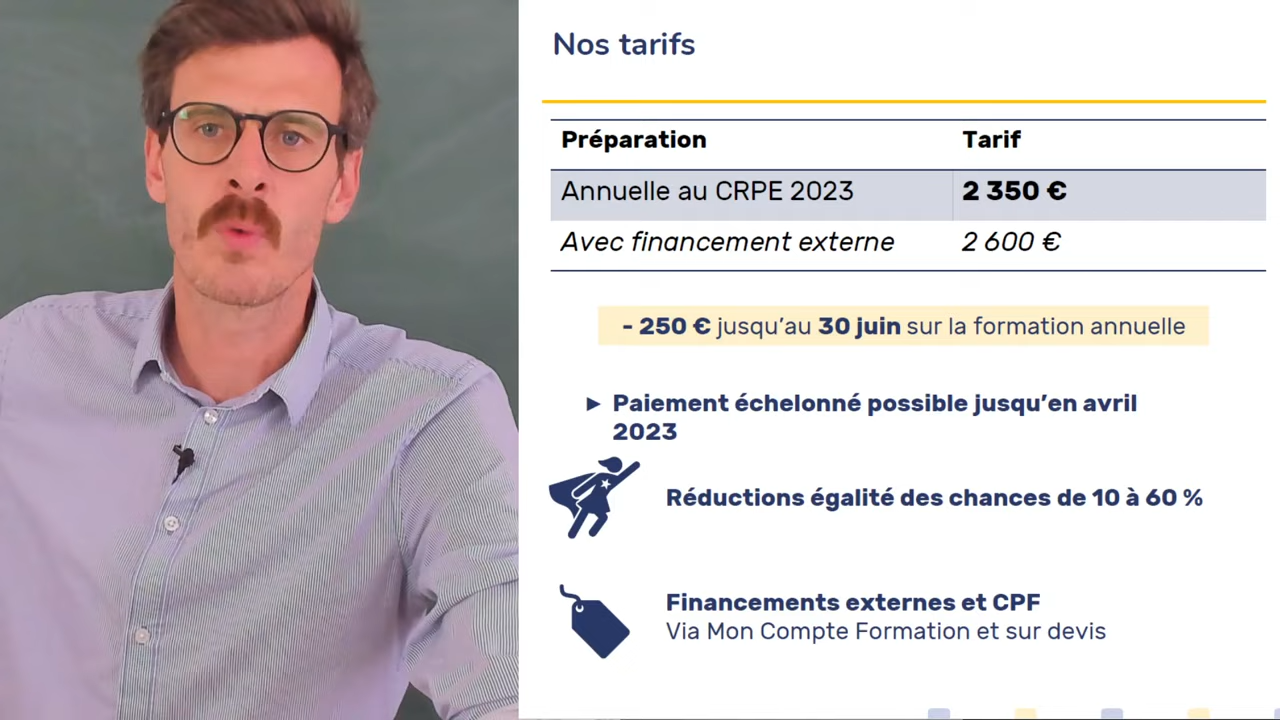 Nos tarifs
Préparation Tarif
Annuelle au CRPE 2023 2 350 €
Avec financement externe 2 600 €
- 250 € jusqu’au 30 juin sur la formation annuelle
► Paiement échelonné possible jusqu’en avril
2023
Réductions égalité des chances de 10 à 60 %
Financements externes et CPF
Via Mon Compte Formation et sur devis